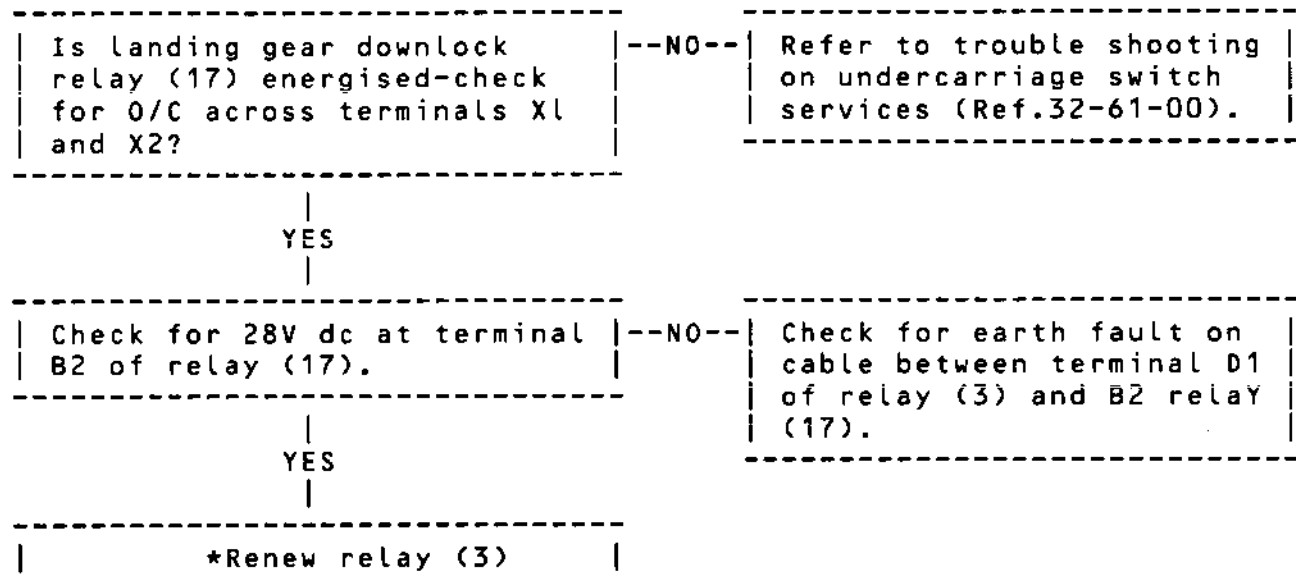 Is landing gear downlock
relay (17) energised-check
for O/C across terminals Xl
and X2?
--NO--
Refer to trouble shooting
on undercarriage switch
services (Ref.32-61-00).
YES
Check for 28V dc at terminal
B2 of relay (17).
--NO--
Check for earth fault on
cable between terminal D1
of relay (3) and B2 relaY
(17).
YES
*Renew relay (3)